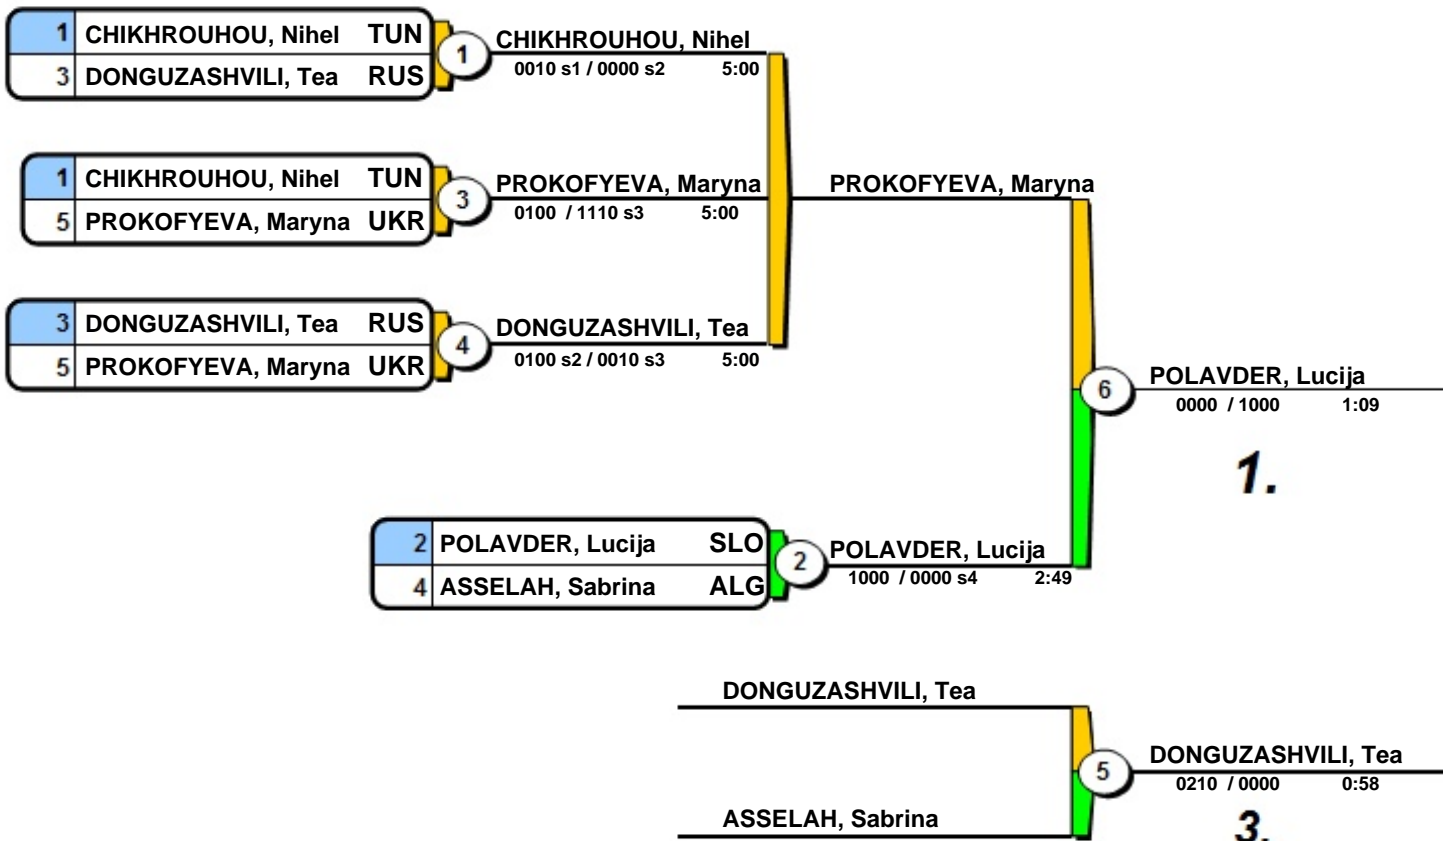 1 CHIKHROUHOU, Nihel TUN
3 DONGUZASHVILI, Tea RUS
1
CHIKHROUHOU, Nihel
0010 s1 / 0000 s2 5:00
1 CHIKHROUHOU, Nihel TUN
5 PROKOFYEVA, Maryna UKR
3
PROKOFYEVA, Maryna
0100 / 1110 s3 5:00
PROKOFYEVA, Maryna
3 DONGUZASHVILI, Tea RUS
5 PROKOFYEVA, Maryna UKR
4
DONGUZASHVILI, Tea
0100 s2 / 0010 s3 5:00
6
POLAVDER, Lucija
0000 / 1000 1:09
1.
2 POLAVDER, Lucija SLO
4 ASSELAH, Sabrina ALG
2
POLAVDER, Lucija
1000 / 0000 s4 2:49
DONGUZASHVILI, Tea
ASSELAH, Sabrina
5
DONGUZASHVILI, Tea
0210 / 0000 0:58
3.